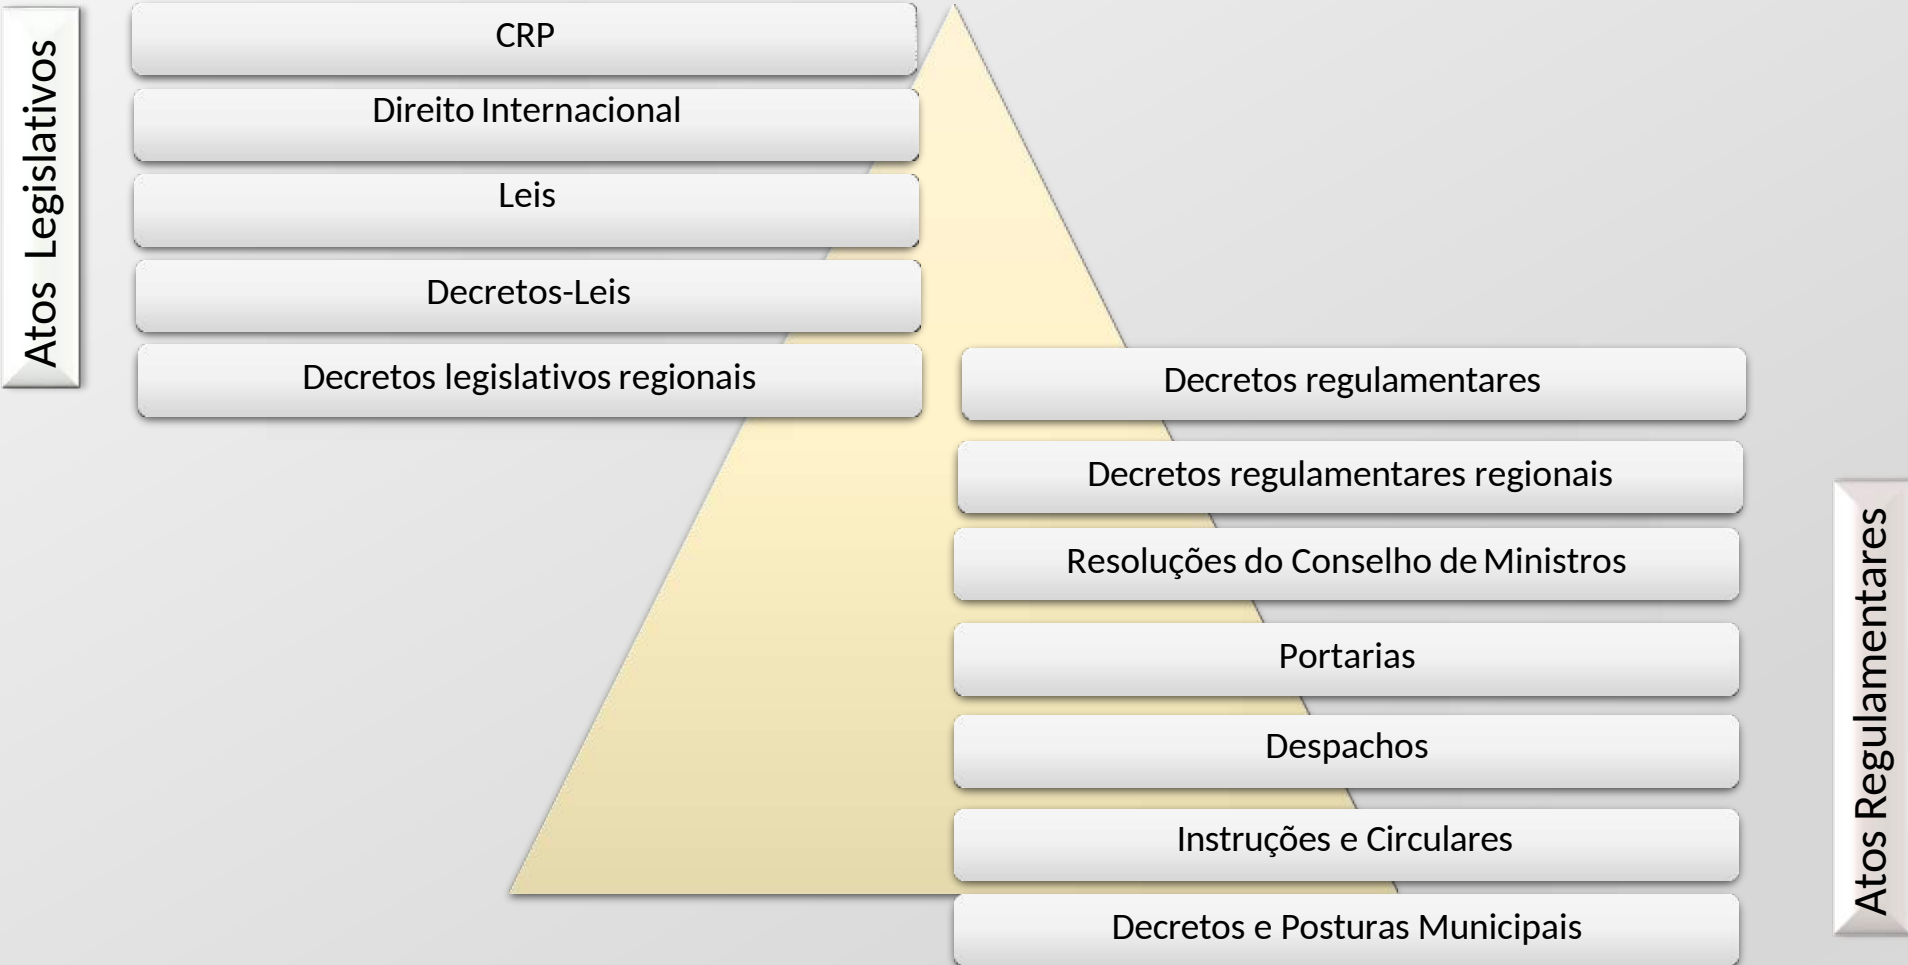 Atos Legislativos
CRP
Direito Internacional
Leis
Decretos-Leis
Decretos legislativos regionais
Decretos regulamentares
Decretos regulamentares regionais
Resoluções do Conselho de Ministros
Portarias
Despachos
Instruções e Circulares
Decretos e Posturas Municipais
Atos Regulamentares